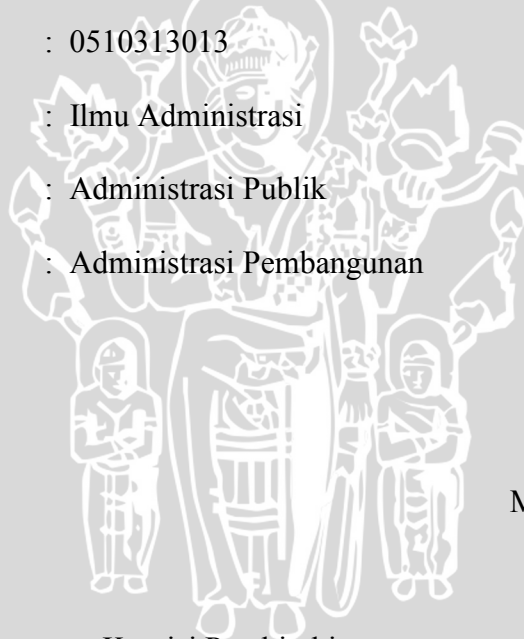 : 0510313013
: Ilmu Administrasi
: Administrasi Publik
: Administrasi Pembangunan
M